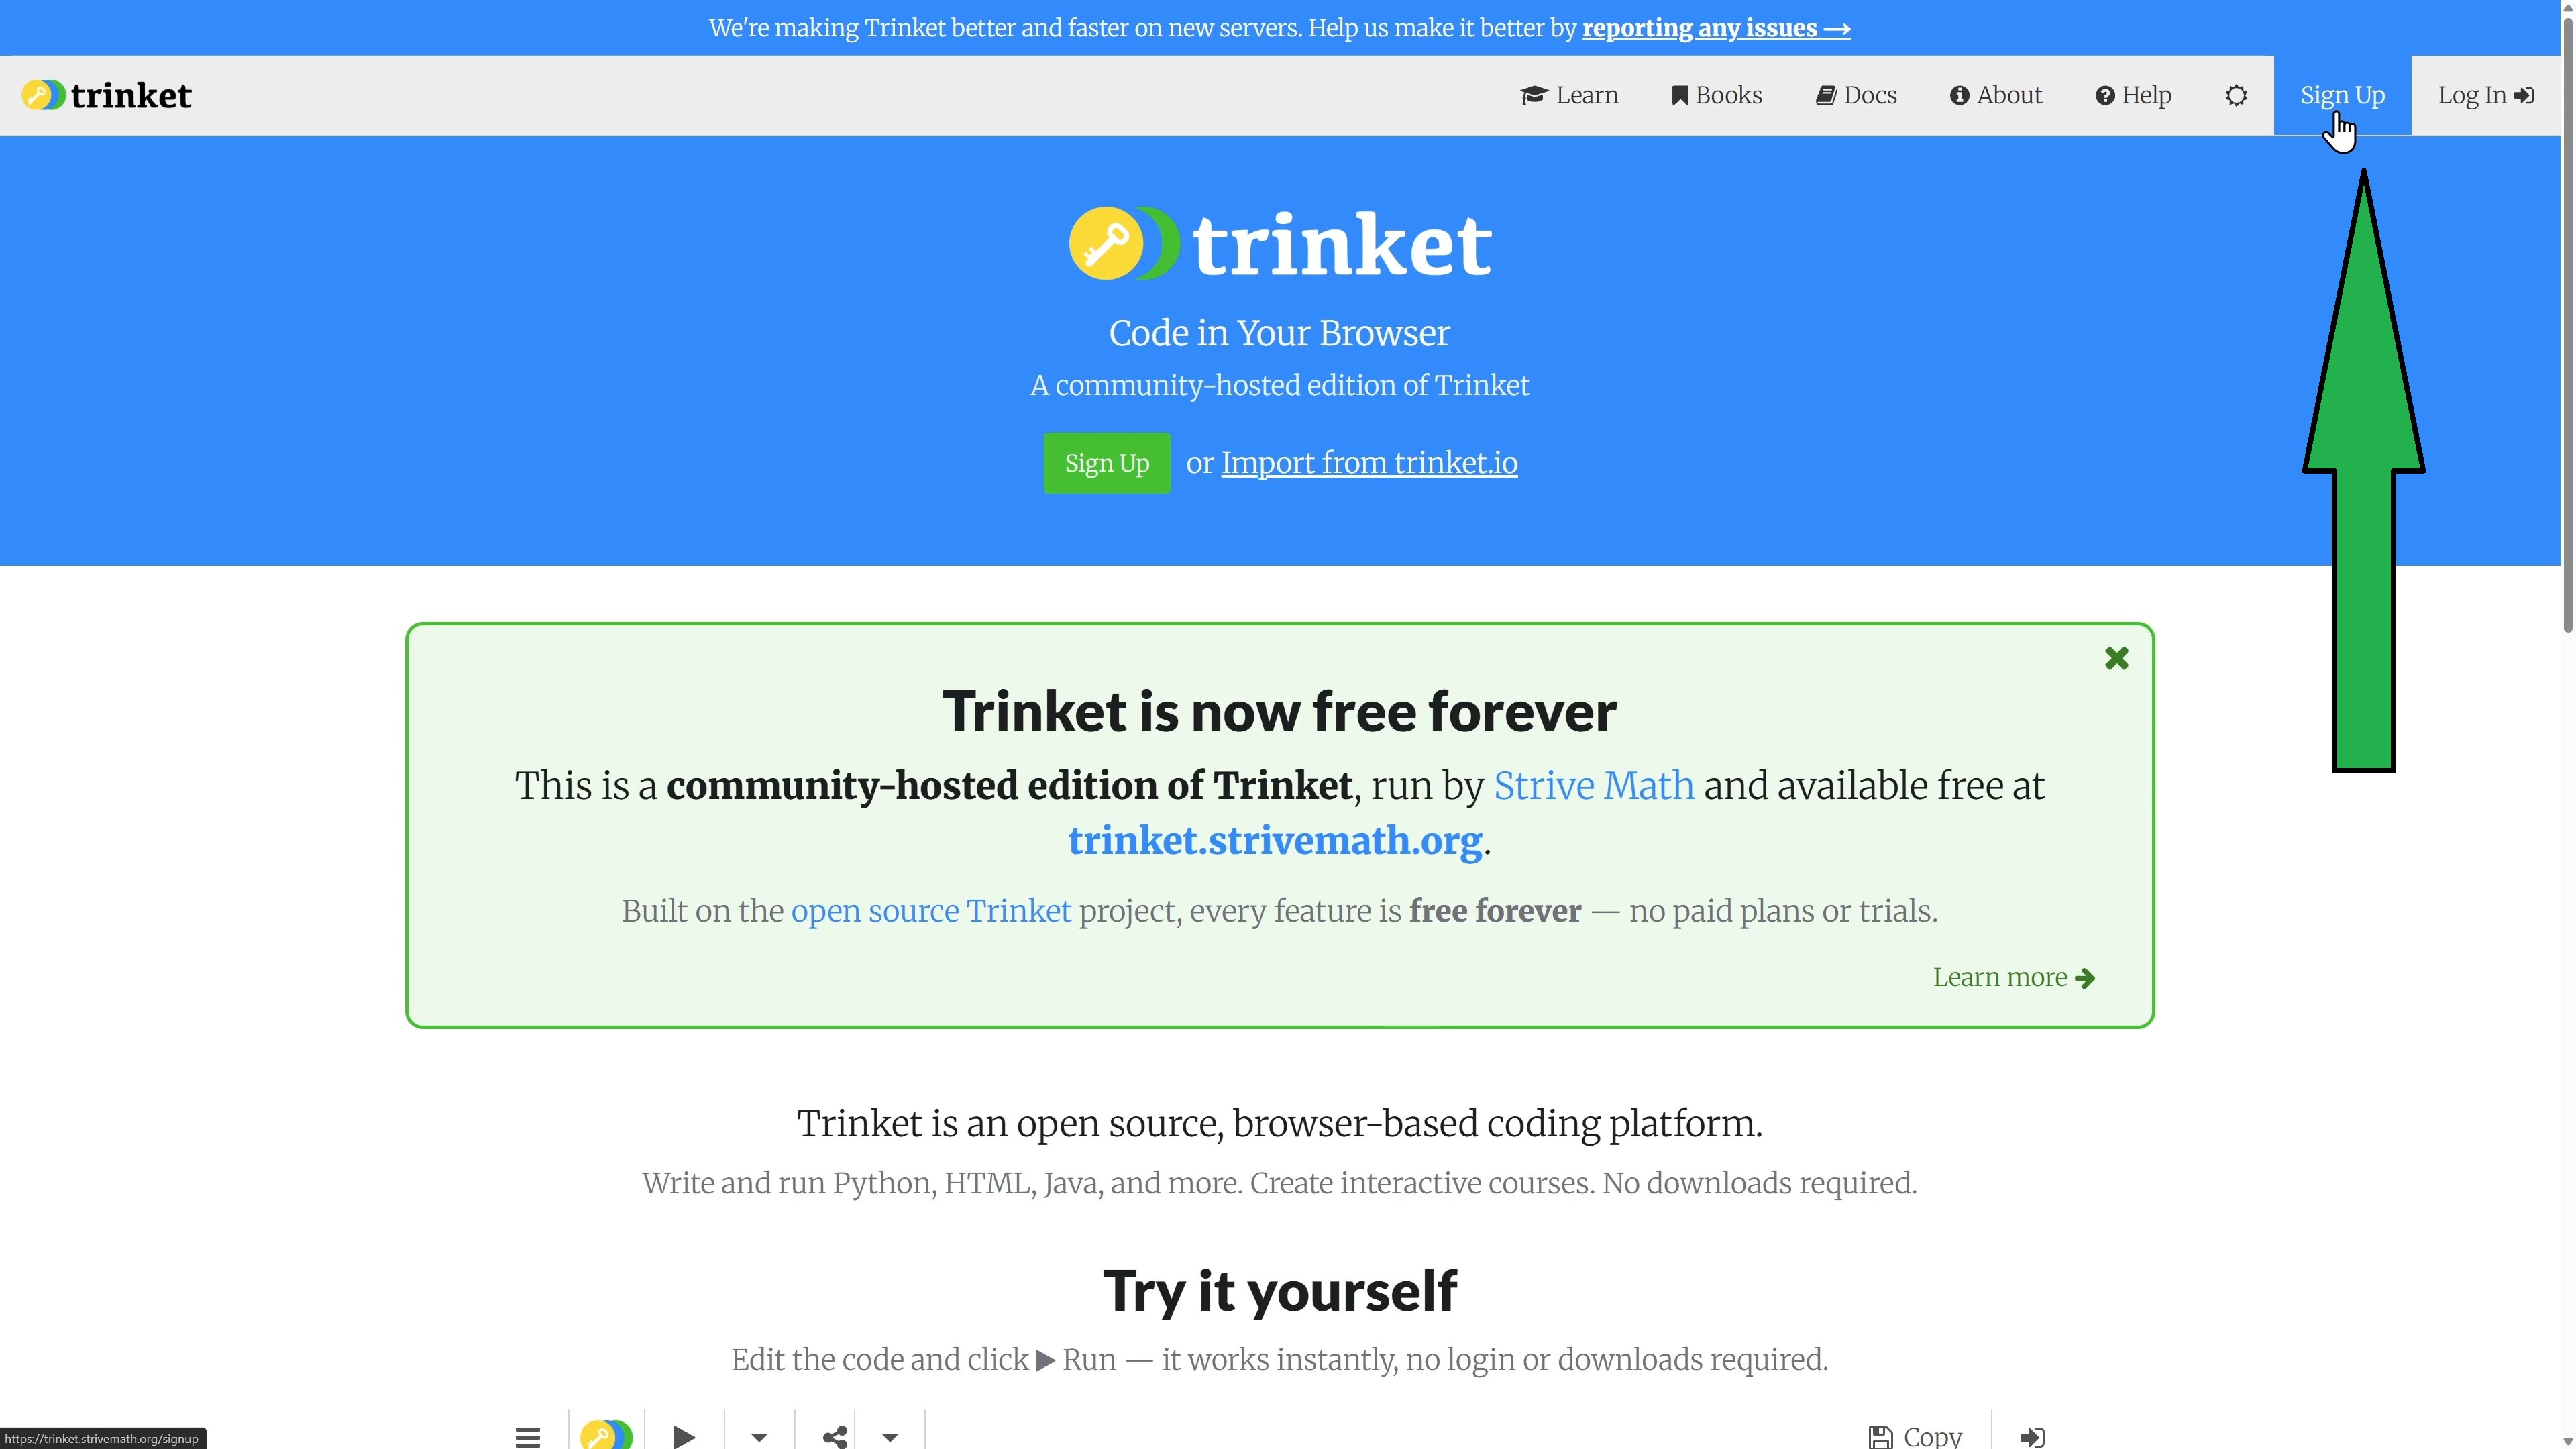 We're making Trinket better and faster on new servers. Help us make it better by reporting any issues →
trinket
Learn
Books
Docs
About
Help
Sign Up
Log In
trinket
Code in Your Browser
A community-hosted edition of Trinket
Sign Up or Import from trinket.io
Trinket is now free forever
This is a community-hosted edition of Trinket, run by Strive Math and available free at
trinket.strivemath.org.
Built on the open source Trinket project, every feature is free forever — no paid plans or trials.
Learn more
Trinket is an open source, browser-based coding platform.
Write and run Python, HTML, Java, and more. Create interactive courses. No downloads required.
Try it yourself
Edit the code and click ▶ Run — it works instantly, no login or downloads required.
Copy
https://trinket.strivemath.org/signup